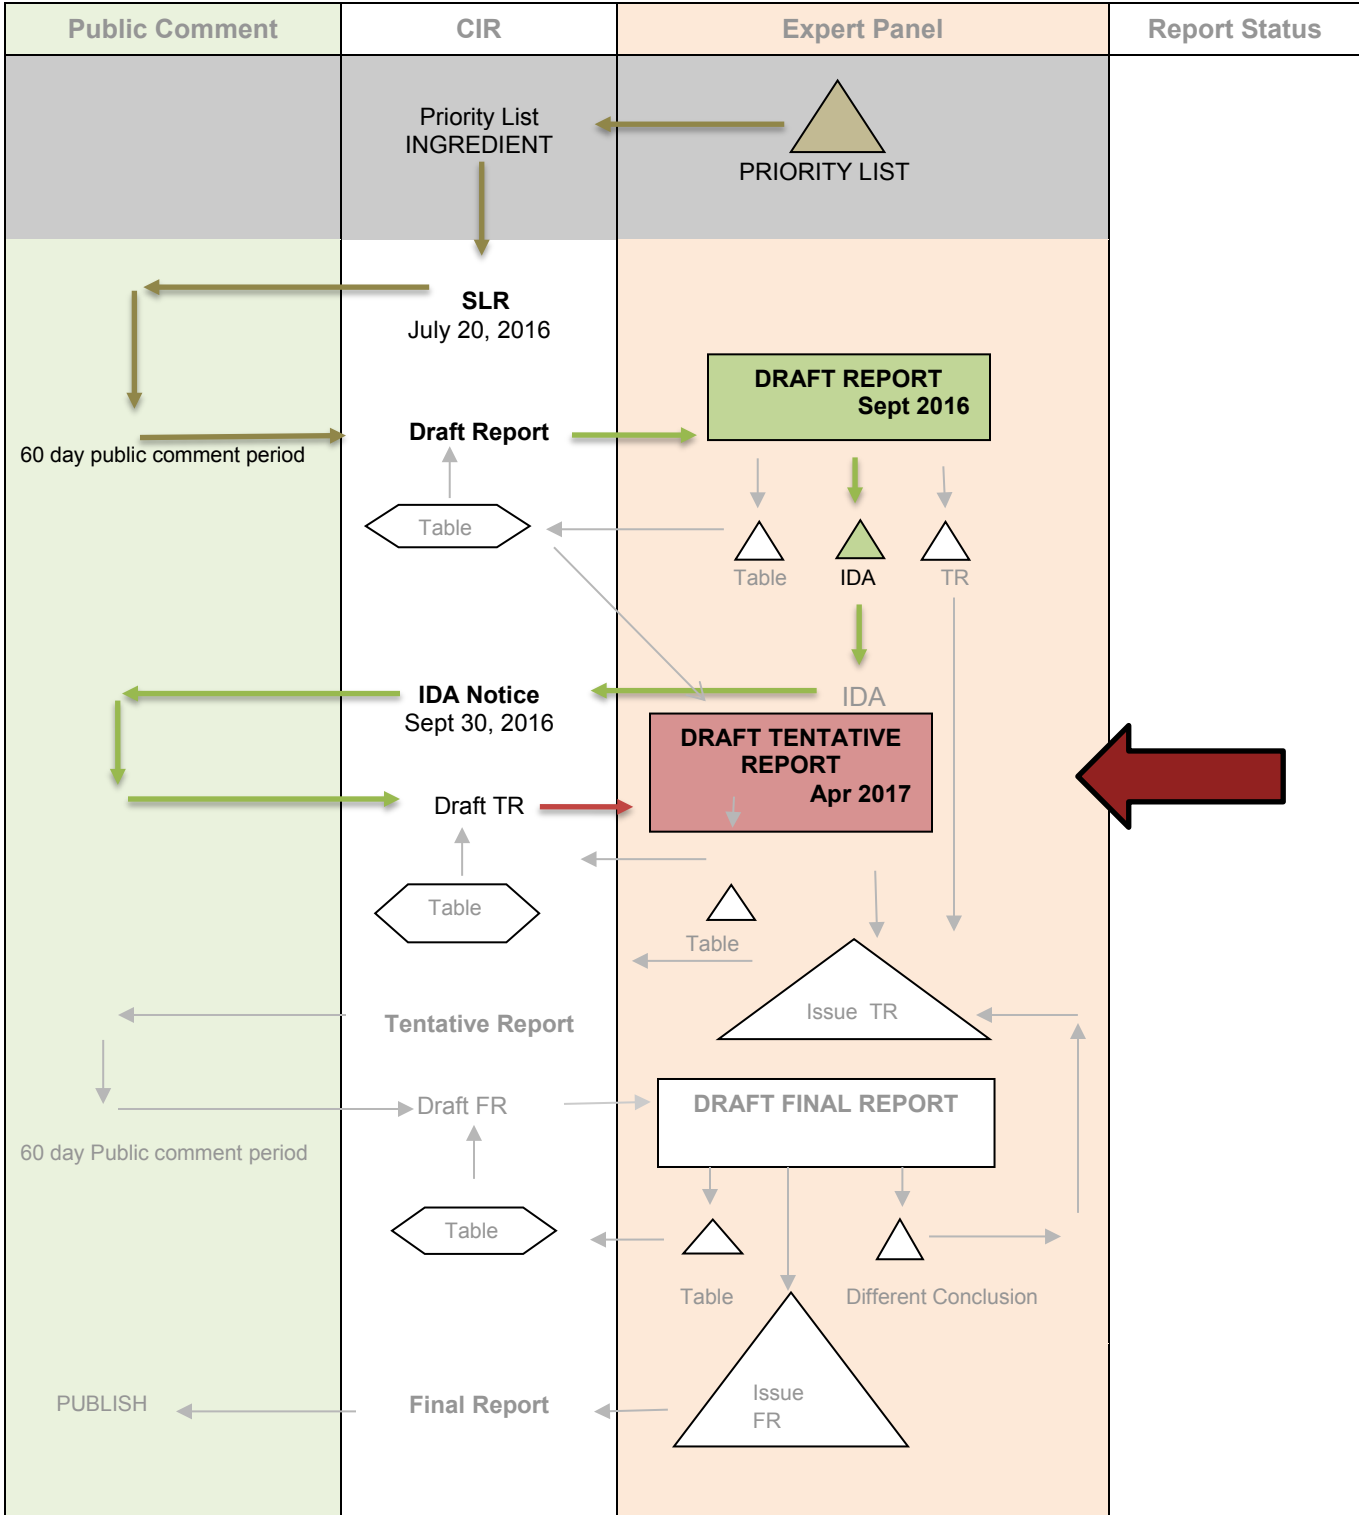 Public Comment
CIR
Expert Panel
Report Status
Priority List
INGREDIENT
PRIORITY LIST
SLR
July 20, 2016
DRAFT REPORT
Sept 2016
60 day public comment period
Draft Report
Table
Table
IDA
TR
IDA Notice
Sept 30, 2016
IDA
DRAFT TENTATIVE
REPORT
Apr 2017
Draft TR
Table
Table
Issue TR
Tentative Report
Draft FR
DRAFT FINAL REPORT
60 day Public comment period
Table
Table
Different Conclusion
PUBLISH
Final Report
Issue
FR